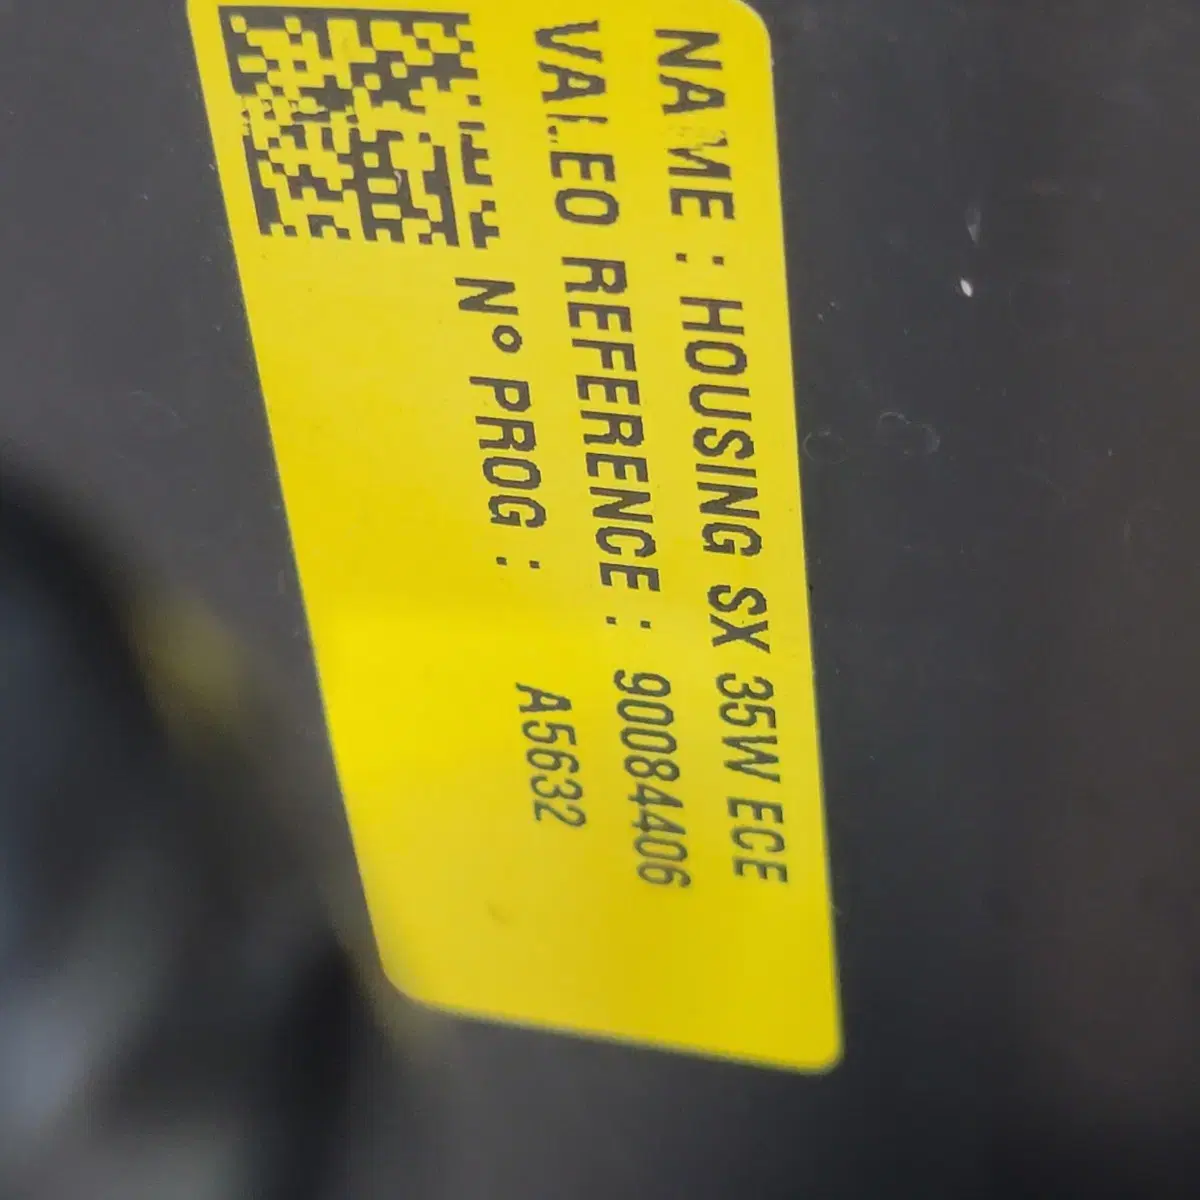 NAME : HOUSING SX 35W ECE
VALEO REFERENCE : 90084406
N° PROG : A5632